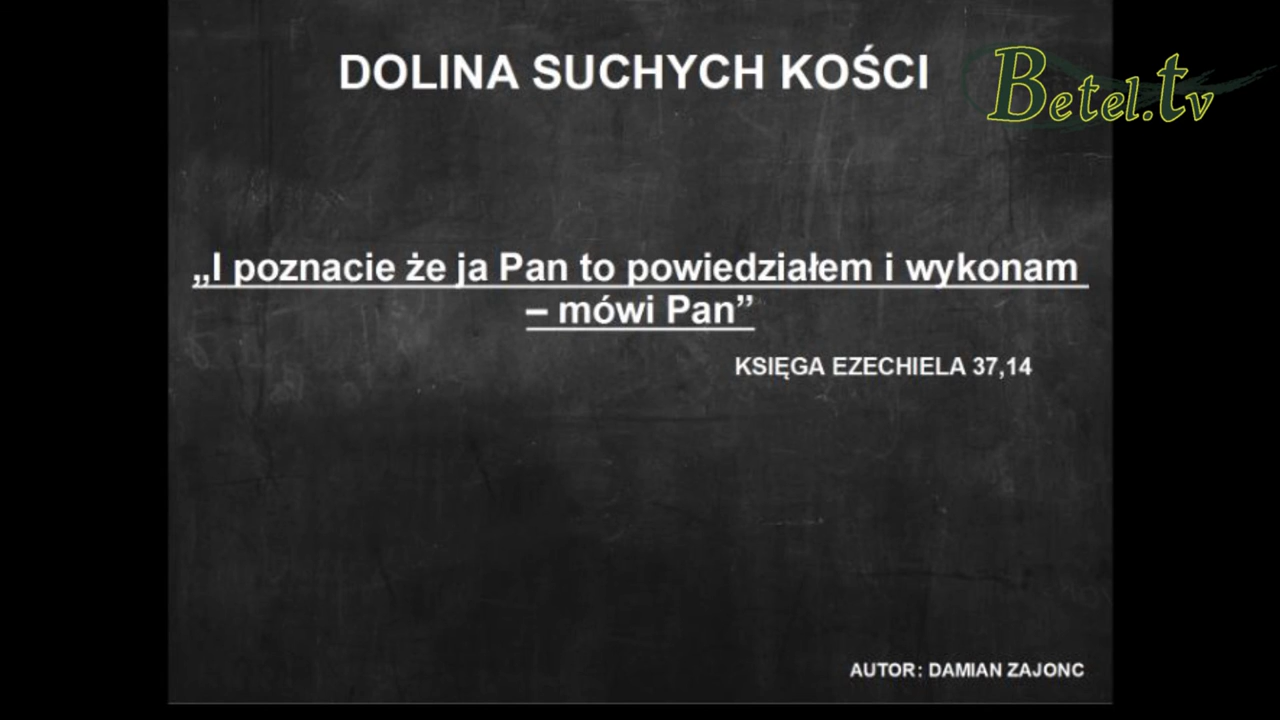 DOLINA SUCHYCH KOŚCI
Betel.tv
„I poznacie że ja Pan to powiedziałem i wykonam
– mówi Pan”
KSIĘGA EZECHIELA 37,14
AUTOR: DAMIAN ZAJONC